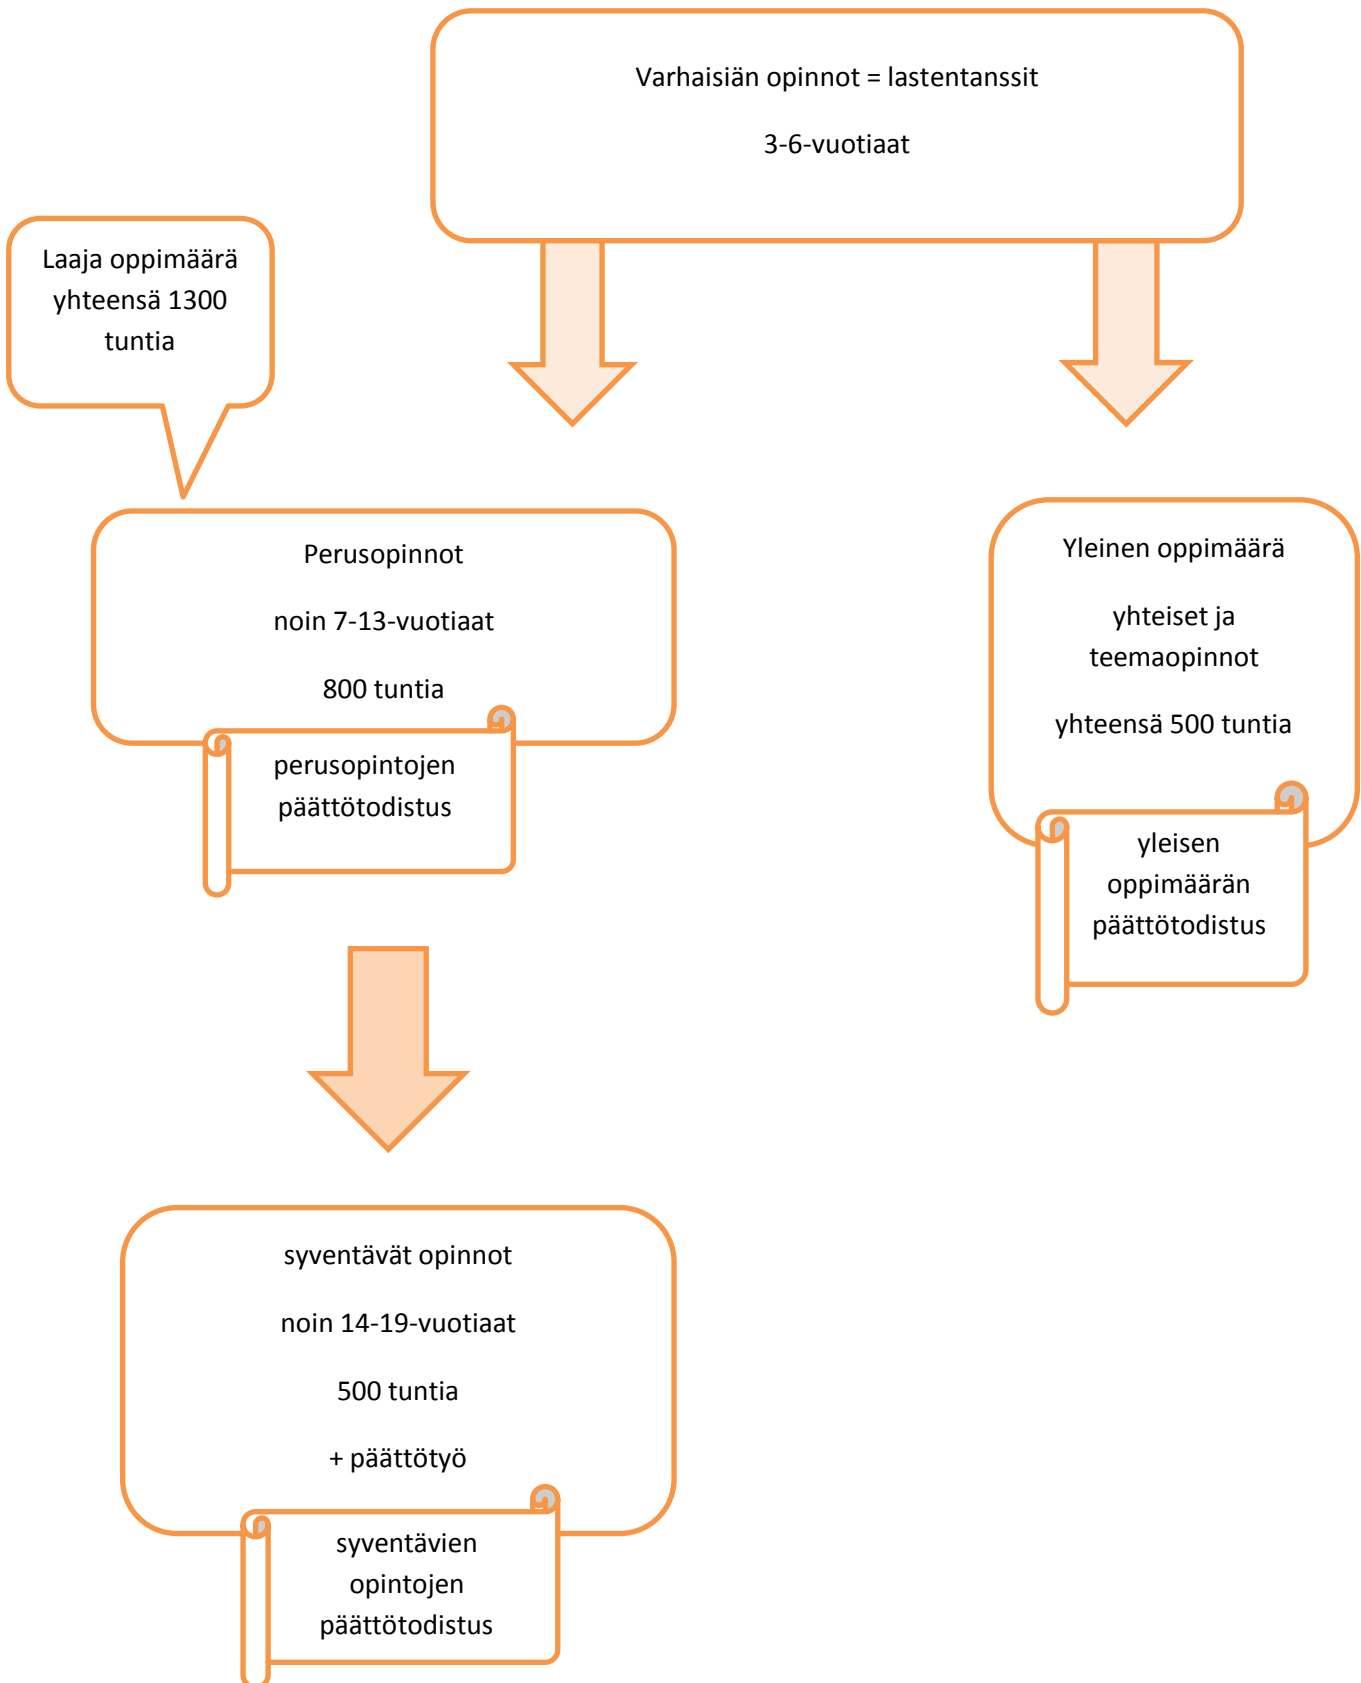 Varhaisiän opinnot = lastentanssit
3-6-vuotiaat
Laaja oppimäärä
yhteensä 1300
tuntia
Perusopinnot
noin 7-13-vuotiaat
800 tuntia
perusopintojen
päättötodistus
Yleinen oppimäärä
yhteiset ja
teemaopinnot
yhteensä 500 tuntia
yleisen
oppimäärän
päättötodistus
syventävät opinnot
noin 14-19-vuotiaat
500 tuntia
+ päättötyö
syventävien
opintojen
päättötodistus